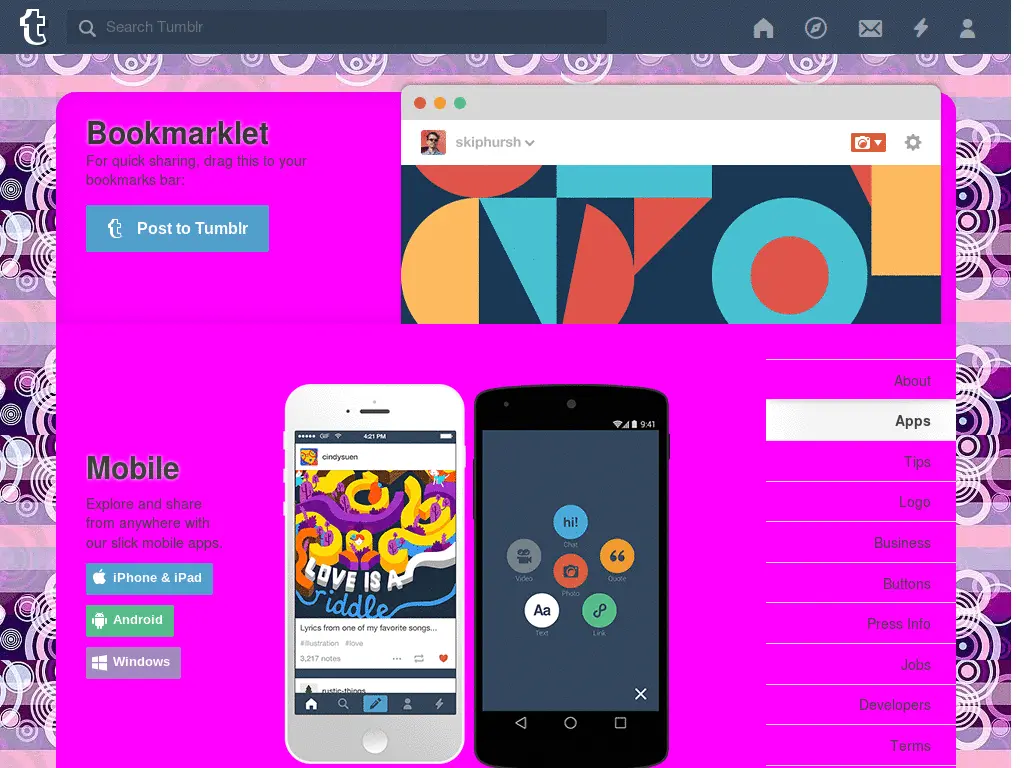 Search Tumblr
Bookmarklet
For quick sharing, drag this to your
bookmarks bar:
Post to Tumblr
skiphursh
Mobile
Explore and share
from anywhere with
our slick mobile apps.
iPhone & iPad
Android
Windows
GIF
4:21 PM
cindysuen
LOVE IS A
riddle
Lyrics from one of my favorite songs...
#illustration #love
3,217 notes
rustic-things
9:41
hi!
Chat
Video
Quote
Photo
Aa
Text
Link
About
Apps
Tips
Logo
Business
Buttons
Press Info
Jobs
Developers
Terms